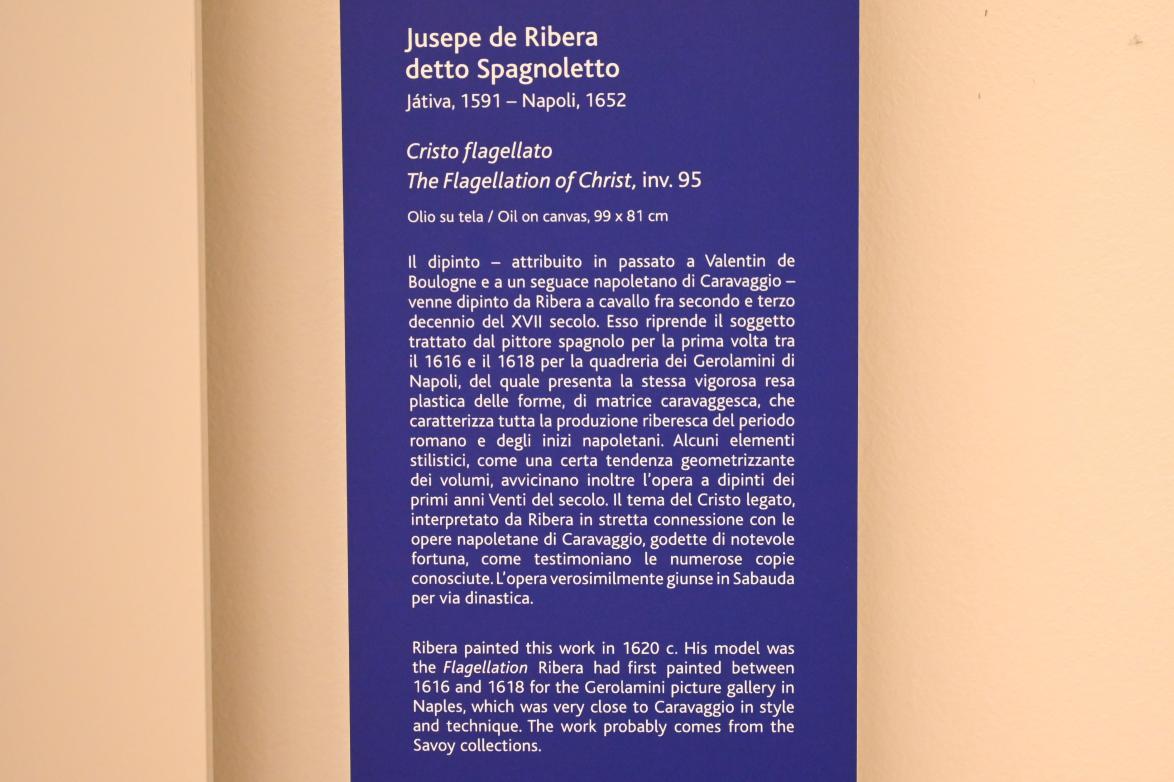 Jusepe de Ribera
detto Spagnoletto
Játiva, 1591 – Napoli, 1652
Cristo flagellato
The Flagellation of Christ, inv. 95
Olio su tela / Oil on canvas, 99 x 81 cm
Il dipinto – attribuito in passato a Valentin de
Boulogne e a un seguace napoletano di Caravaggio –
venne dipinto da Ribera a cavallo fra secondo e terzo
decennio del XVII secolo. Esso riprende il soggetto
trattato dal pittore spagnolo per la prima volta tra
il 1616 e il 1618 per la quadreria dei Gerolamini di
Napoli, del quale presenta la stessa vigorosa resa
plastica delle forme, di matrice caravaggesca, che
caratterizza tutta la produzione riberesca del periodo
romano e degli inizi napoletani. Alcuni elementi
stilistici, come una certa tendenza geometrizzante
dei volumi, avvicinano inoltre l'opera a dipinti dei
primi anni Venti del secolo. Il tema del Cristo legato,
interpretato da Ribera in stretta connessione con le
opere napoletane di Caravaggio, godette di notevole
fortuna, come testimoniano le numerose copie
conosciute. L'opera verosimilmente giunse in Sabauda
per via dinastica.
Ribera painted this work in 1620 c. His model was
the Flagellation Ribera had first painted between
1616 and 1618 for the Gerolamini picture gallery in
Naples, which was very close to Caravaggio in style
and technique. The work probably comes from the
Savoy collections.